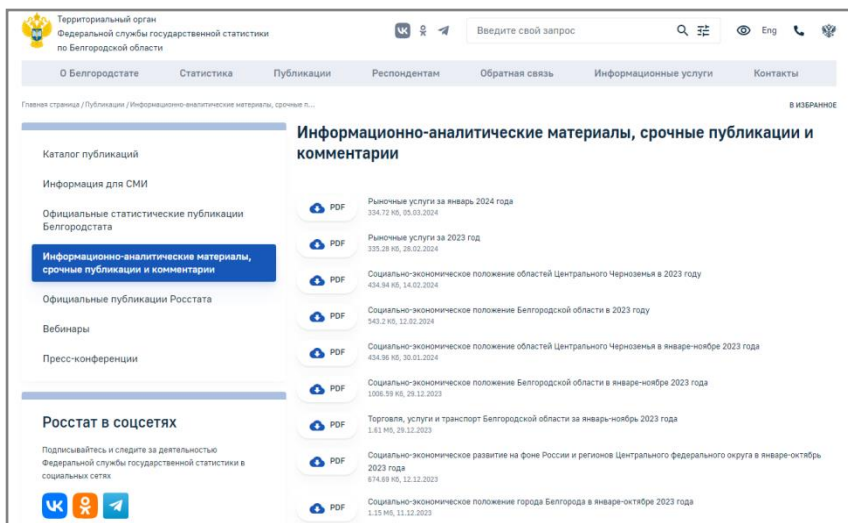 Территориальный орган
Федеральной службы государственной статистики
по Белгородской области
Введите свой запрос
Eng
О Белгородстате Статистика Публикации Респондентам Обратная связь Информационные услуги Контакты
Главная страница / Публикации / Информационно-аналитические материалы, срочные п...
В ИЗБРАННОЕ
Каталог публикаций
Информация для СМИ
Официальные статистические публикации
Белгородстата
Информационно-аналитические материалы,
срочные публикации и комментарии
Официальные публикации Росстата
Вебинары
Пресс-конференции
Росстат в соцсетях
Подписывайтесь и следите за деятельностью
Федеральной службы государственной статистики в
социальных сетях
Информационно-аналитические материалы, срочные публикации и
комментарии
PDF Рыночные услуги за январь 2024 года
334.72 Кб, 05.03.2024
PDF Рыночные услуги за 2023 год
335.28 Кб, 28.02.2024
PDF Социально-экономическое положение областей Центрального Черноземья в 2023 году
434.94 Кб, 14.02.2024
PDF Социально-экономическое положение Белгородской области в 2023 году
543.2 Кб, 12.02.2024
PDF Социально-экономическое положение областей Центрального Черноземья в январе-ноябре 2023 года
434.96 Кб, 30.01.2024
PDF Социально-экономическое положение Белгородской области в январе-ноябре 2023 года
1006.59 Кб, 29.12.2023
PDF Торговля, услуги и транспорт Белгородской области за январь-ноябрь 2023 года
1.61 Мб, 29.12.2023
PDF Социально-экономическое развитие на фоне России и регионов Центрального федерального округа в январе-октябрь
2023 года
674.88 Кб, 12.12.2023
PDF Социально-экономическое положение города Белгорода в январе-октябре 2023 года
1.15 Мб, 11.12.2023